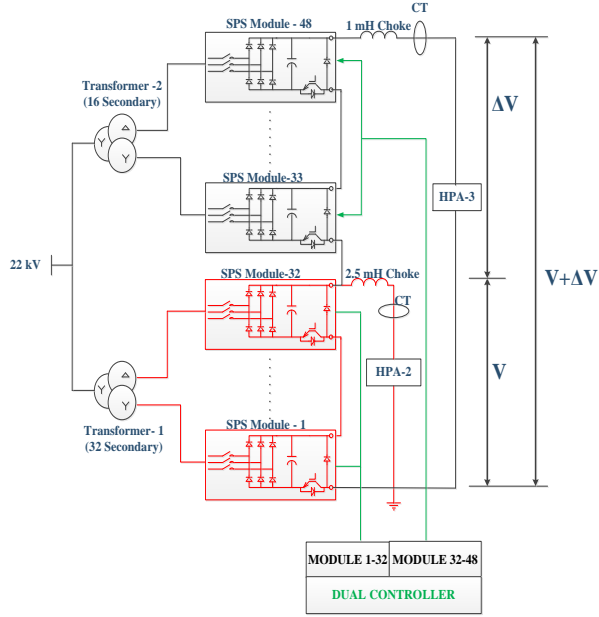 SPS Module - 48
1 mH Choke
CT
Transformer -2
(16 Seconday)
ΔV
SPS Module-33
HPA-3
22 kV
SPS Module-32
2.5 mH Choke
CT
V+ΔV
HPA-2
V
Transformer- 1
(32 Secondary)
SPS Module - 1
MODULE 1-32
MODULE 32-48
DUAL CONTROLLER